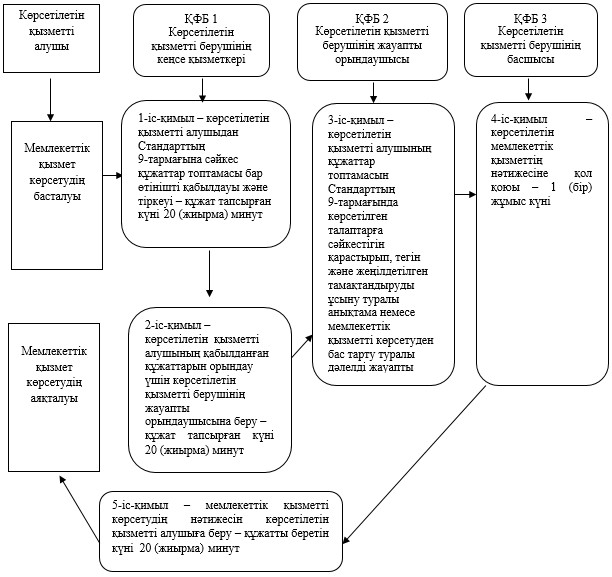 Көрсетілетін
қызметті
алушы
ҚФБ 1
Көрсетілетін
қызметті берушінің
кеңсе қызметкері
ҚФБ 2
Көрсетілетін қызметті
берушінің жауапты
орындаушысы
ҚФБ 3
Көрсетілетін
қызметті берушінің
басшысы
Мемлекеттік
қызмет
көрсетудің
басталуы
1-іс-қимыл – көрсетілетін
қызметті алушыдан
Стандарттың
9-тармағына сәйкес
құжаттар топтамасы бар
өтінішті қабылдауы және
тіркеуі – құжат тапсырған
күні 20 (жиырма) минут
3-іс-қимыл –
көрсетілетін
қызметті алушының
құжаттар
топтамасын
Стандарттың
9-тармағында
көрсетілген
талаптарға
сәйкестігін
қарастырып, тегін
және жеңілдетілген
тамақтандыруды
ұсыну туралы
анықтама немесе
мемлекеттік
қызметті көрсетуден
бас тарту туралы
дәлелді жауапты
4-іс-қимыл –
көрсетілетін
мемлекеттік
қызметтің
нәтижесіне қол
қоюы – 1 (бір)
жұмыс күні
Мемлекеттік
қызмет
көрсетудің
аяқталуы
2-іс-қимыл –
көрсетілетін қызметті
алушының қабылданған
құжаттарын орындау
үшін көрсетілетін
қызметті берушінің
жауапты
орындаушысына беру –
құжат тапсырған күні
20 (жиырма) минут
5-іс-қимыл – мемлекеттік қызметті
көрсетудің нәтижесін көрсетілетін
қызметті алушыға беру – құжатты беретін
күні 20 (жиырма) минут